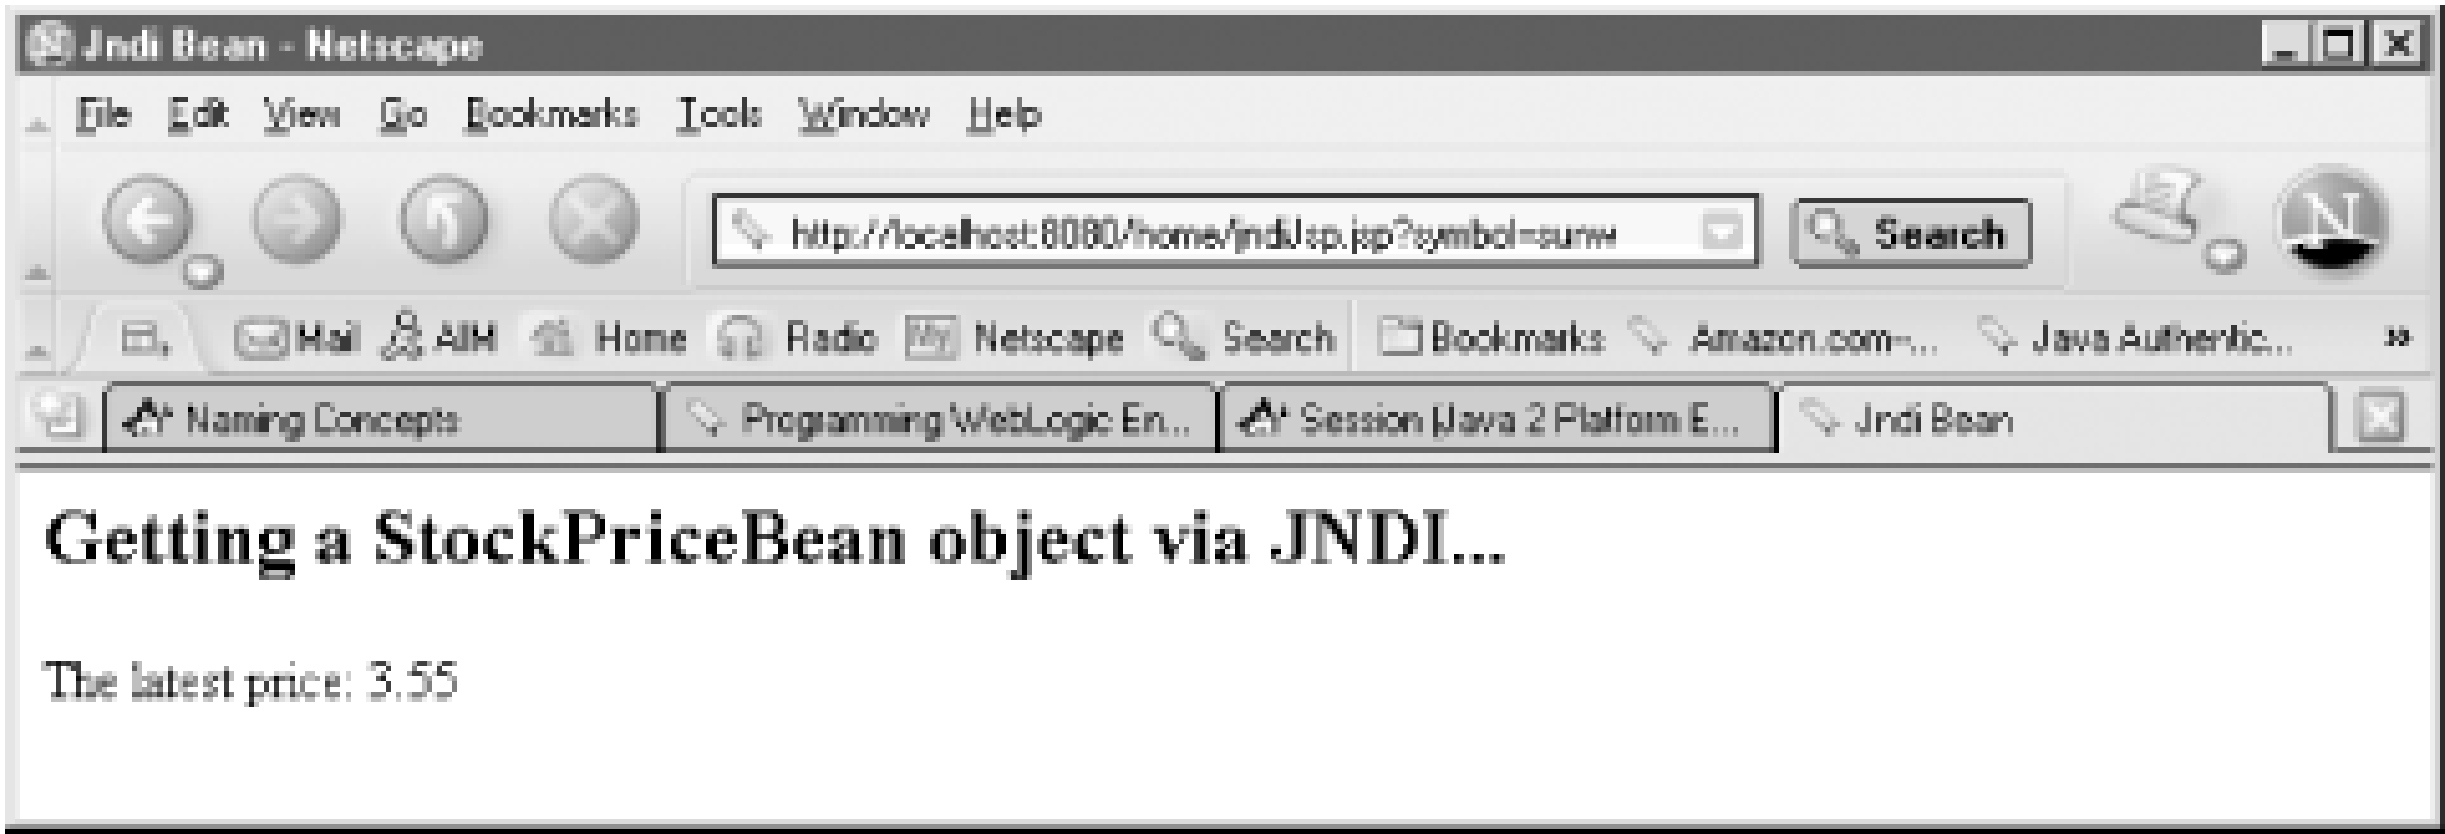 Jndi Bean - Netscape
File Edit View Go Bookmarks Tools Window Help
http://localhost:8080/home/jndiJsp.jsp?symbol=sunw Search N
Mail AIM Home Radio My Netscape Search Bookmarks Amazon.com-... Java Authentic... »
Naming Concepts Programming WebLogic En... Session (Java 2 Platform E... Jndi Bean
Getting a StockPriceBean object via JNDI...
The latest price: 3.55